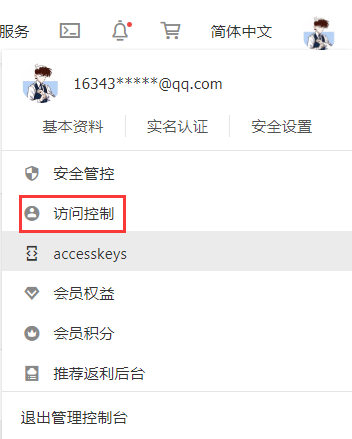 服务 简体中文
16343*****@qq.com
基本资料 实名认证 安全设置
安全管控
访问控制
accesskeys
会员权益
会员积分
推荐返利后台
退出管理控制台